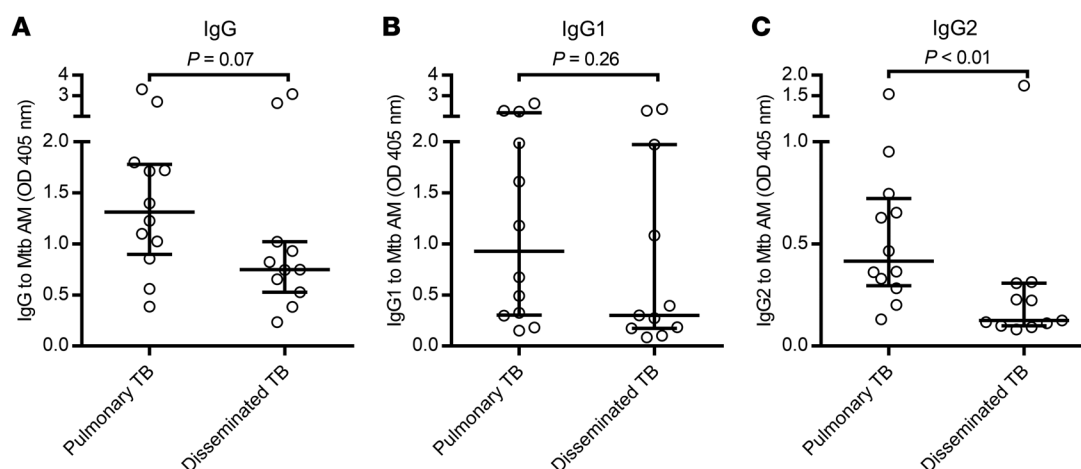 A
IgG
P = 0.07
IgG to Mtb AM (OD 405 nm)
4
3
2.0
1.5
1.0
0.5
0.0
Pulmonary TB
Disseminated TB
B
IgG1
P = 0.26
IgG1 to Mtb AM (OD 405 nm)
4
3
2.0
1.5
1.0
0.5
0.0
Pulmonary TB
Disseminated TB
C
IgG2
P < 0.01
IgG2 to Mtb AM (OD 405 nm)
2.0
1.5
1.0
0.5
0.0
Pulmonary TB
Disseminated TB